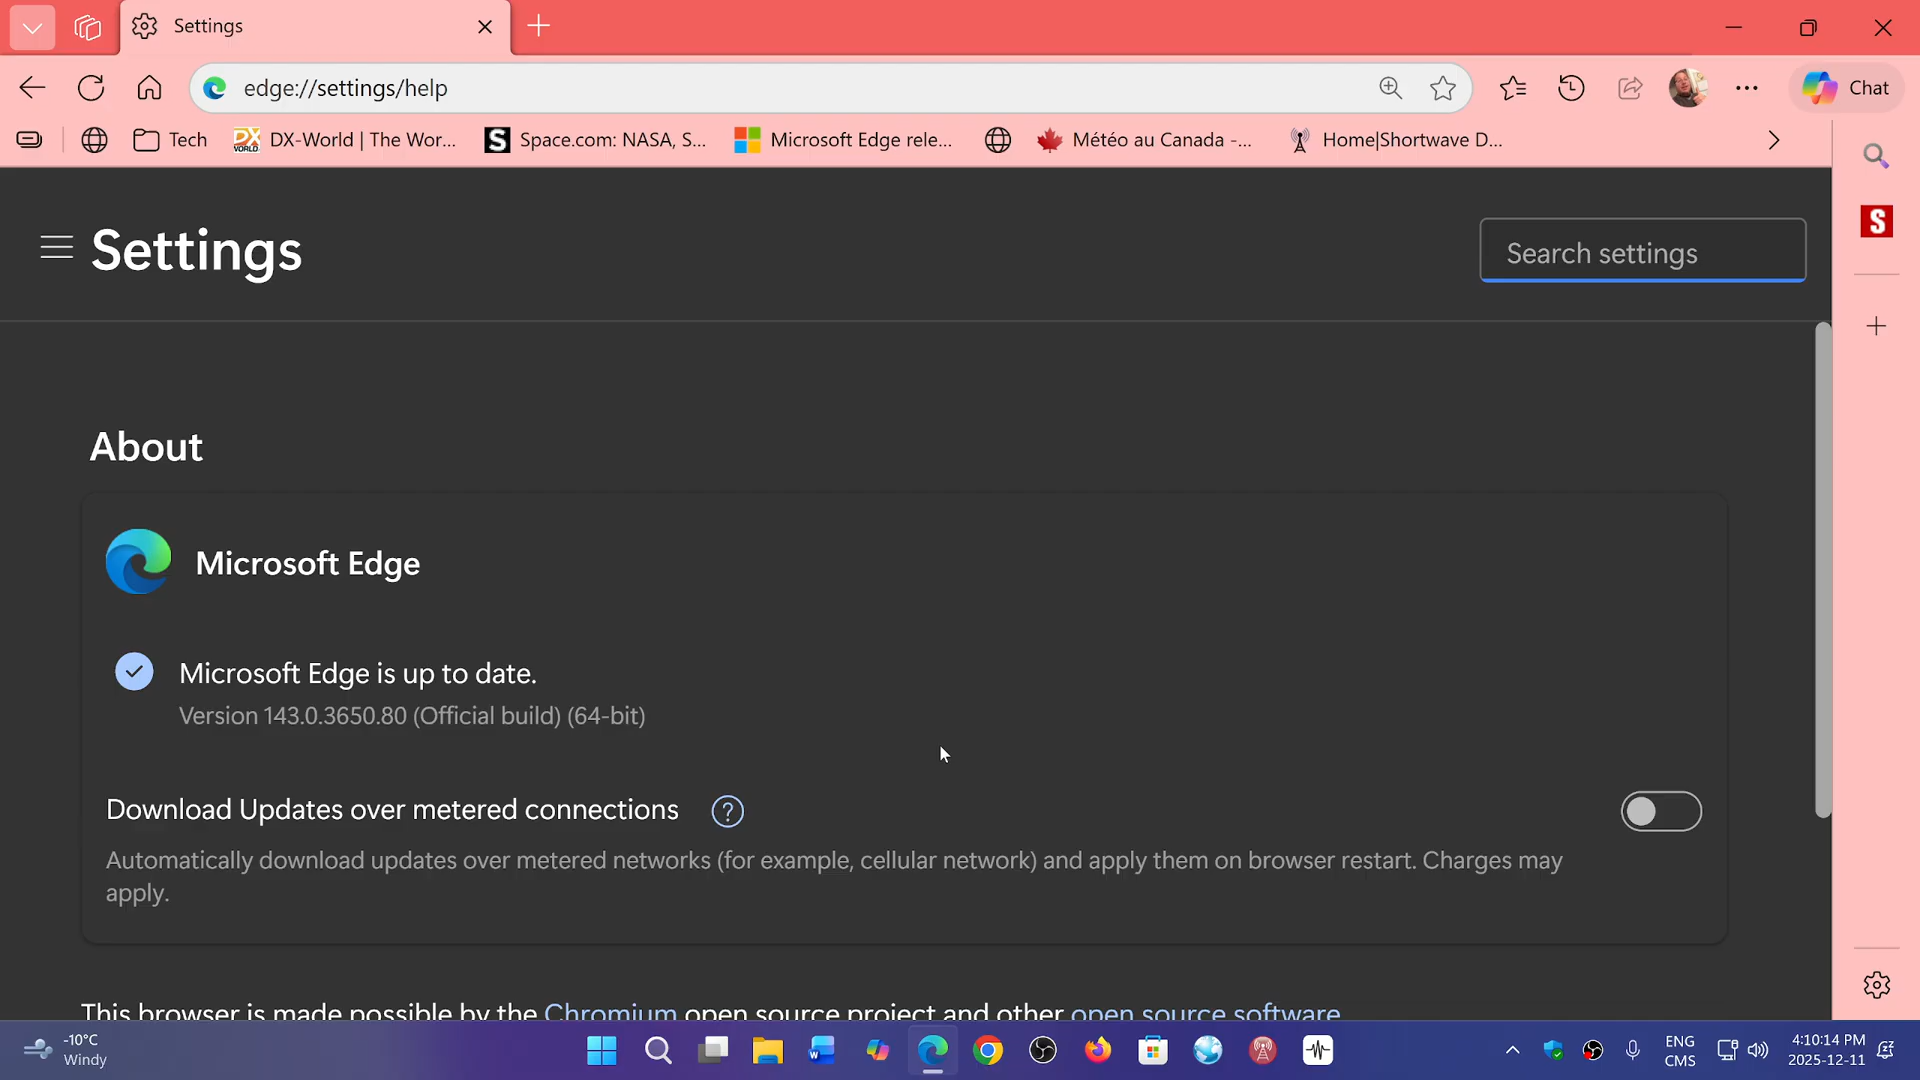 Settings
edge://settings/help
Chat
Tech
DX WORLD
DX-World | The Wor...
S
Space.com: NASA, S...
Microsoft Edge rele...
Météo au Canada -...
Home|Shortwave D...
S
Settings
Search settings
About
Microsoft Edge
Microsoft Edge is up to date.
Version 143.0.3650.80 (Official build) (64-bit)
Download Updates over metered connections
?
Automatically download updates over metered networks (for example, cellular network) and apply them on browser restart. Charges may
apply.
This browser is made possible by the Chromium open source project and other open source software
-10°C
Windy
W
ENG
CMS
4:10:14 PM
2025-12-11